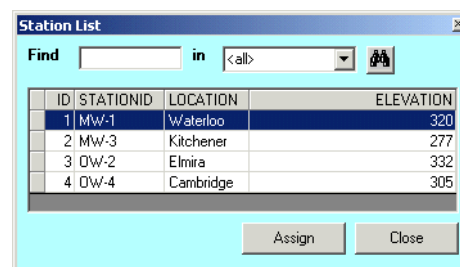 Station List
Find in <all>
ID STATIONID LOCATION ELEVATION
1 MW-1 Waterloo 320
2 MW-3 Kitchener 277
3 OW-2 Elmira 332
4 OW-4 Cambridge 305
Assign Close